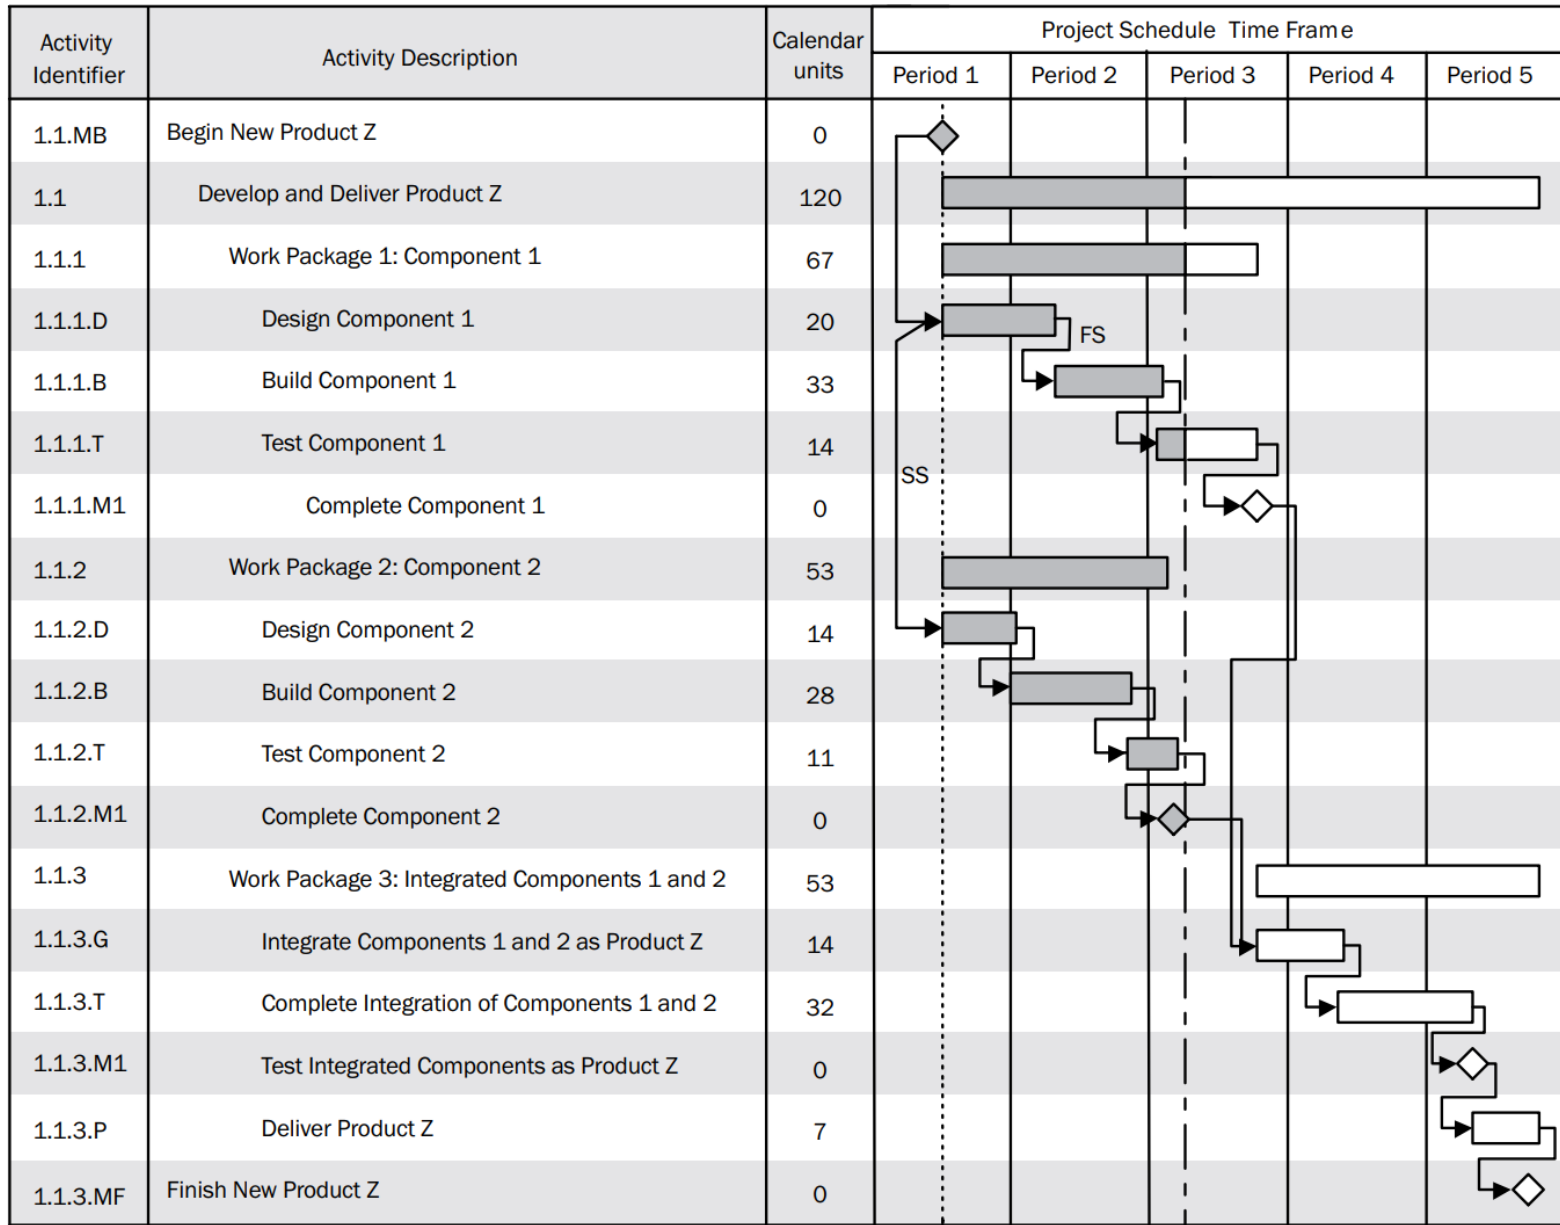 Activity Identifier
Activity Description
Calendar units
Project Schedule Time Frame
Period 1
Period 2
Period 3
Period 4
Period 5
1.1.MB Begin New Product Z 0
1.1 Develop and Deliver Product Z 120
1.1.1 Work Package 1: Component 1 67
1.1.1.D Design Component 1 20
FS
1.1.1.B Build Component 1 33
1.1.1.T Test Component 1 14
SS
1.1.1.M1 Complete Component 1 0
1.1.2 Work Package 2: Component 2 53
1.1.2.D Design Component 2 14
1.1.2.B Build Component 2 28
1.1.2.T Test Component 2 11
1.1.2.M1 Complete Component 2 0
1.1.3 Work Package 3: Integrated Components 1 and 2 53
1.1.3.G Integrate Components 1 and 2 as Product Z 14
1.1.3.T Complete Integration of Components 1 and 2 32
1.1.3.M1 Test Integrated Components as Product Z 0
1.1.3.P Deliver Product Z 7
1.1.3.MF Finish New Product Z 0